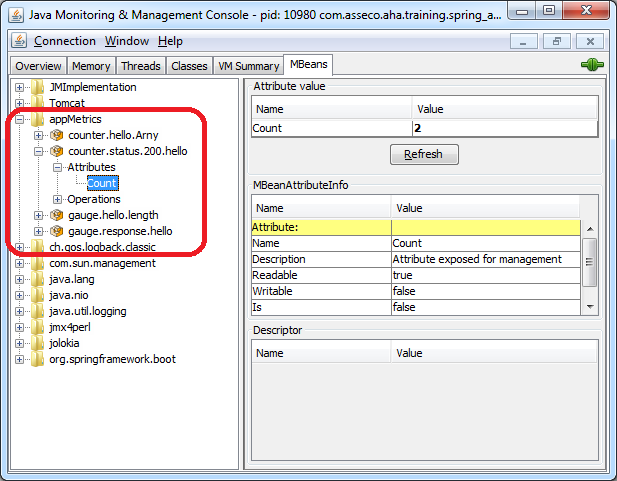 Java Monitoring & Management Console - pid: 10980 com.asseco.aha.training.spring_a...
Connection Window Help
Overview Memory Threads Classes VM Summary MBeans
JMImplementation
Tomcat
appMetrics
counter.hello.Arny
counter.status.200.hello
Attributes
Count
Operations
gauge.hello.length
gauge.response.hello
ch.qos.logback.classic
com.sun.management
java.lang
java.nio
java.util.logging
jmx4perl
jolokia
org.springframework.boot
Attribute value
Name Value
Count 2
Refresh
MBeanAttributeInfo
Name Value
Attribute:
Name Count
Description Attribute exposed for management
Readable true
Writable false
Is false
Descriptor
Name Value